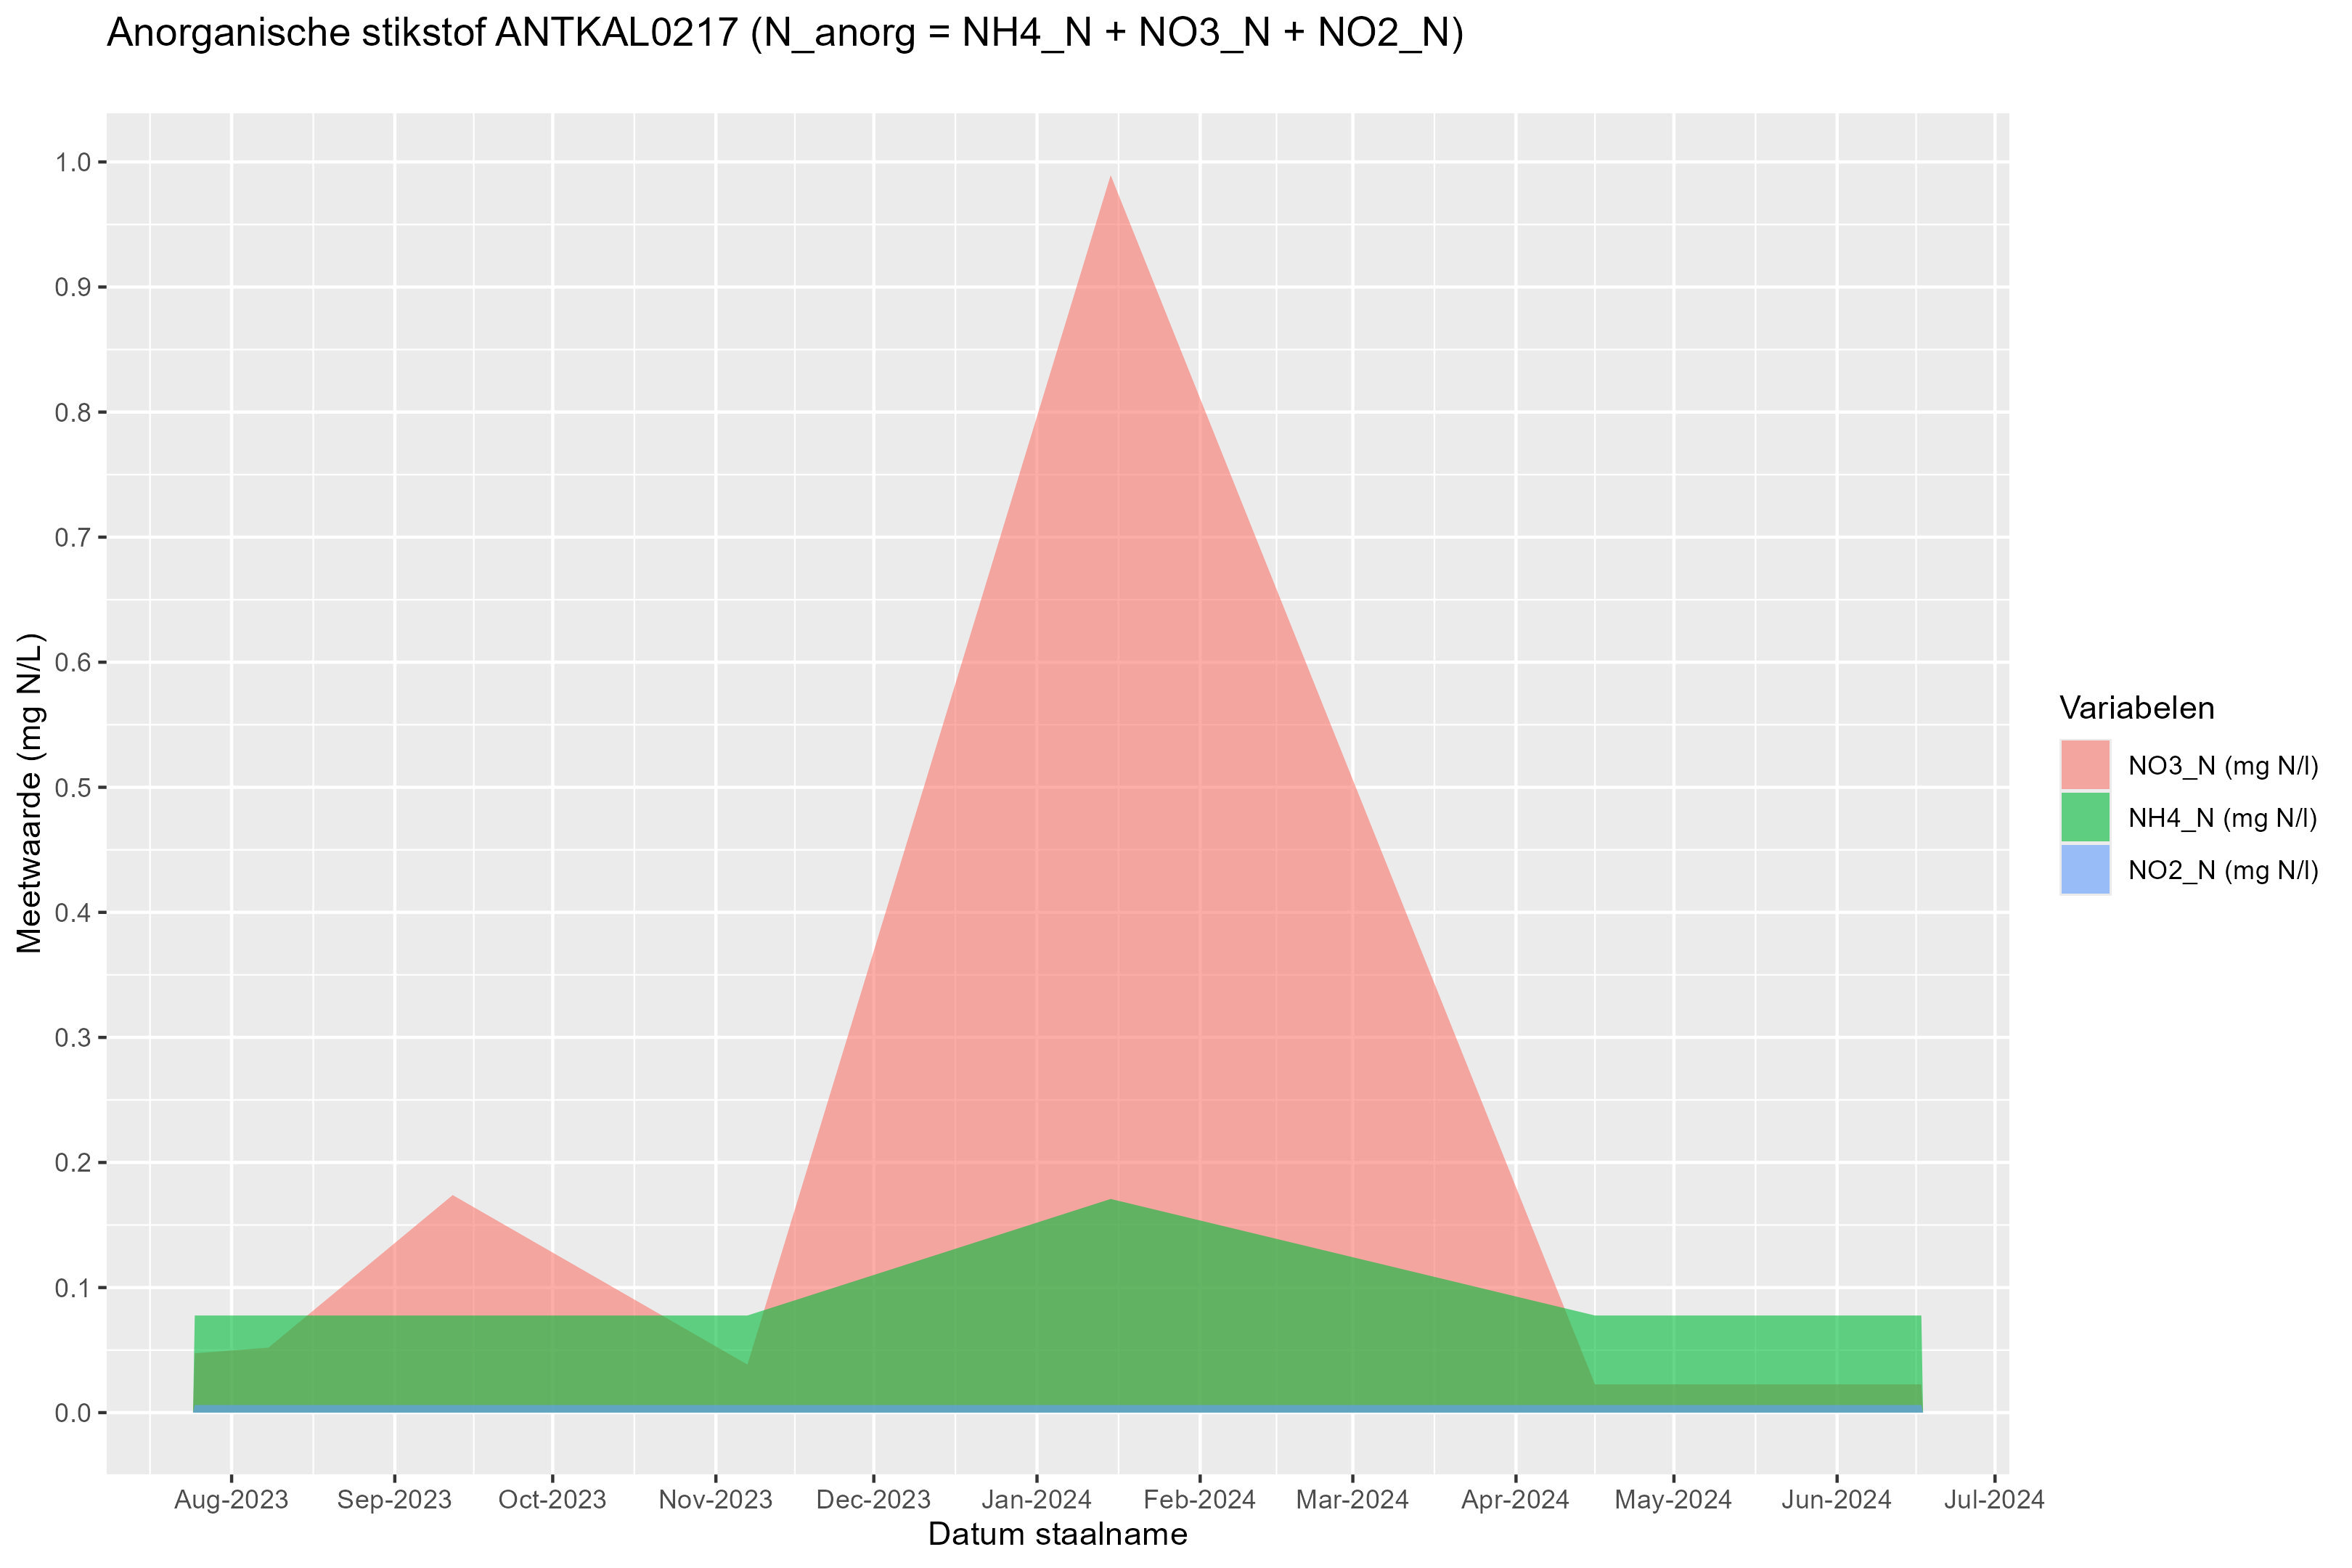 Anorganische stikstof ANTKAL0217 (N_anorg = NH4_N + NO3_N + NO2_N)
1.0
0.9
0.8
0.7
0.6
0.5
0.4
0.3
0.2
0.1
0.0
Meetwaarde (mg N/L)
Aug-2023 Sep-2023 Oct-2023 Nov-2023 Dec-2023 Jan-2024 Feb-2024 Mar-2024 Apr-2024 May-2024 Jun-2024 Jul-2024
Datum staalname
Variabelen
NO3_N (mg N/l)
NH4_N (mg N/l)
NO2_N (mg N/l)